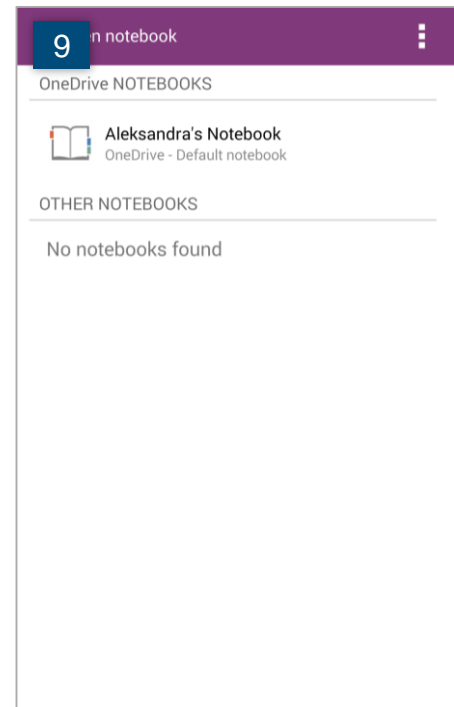 9
n notebook
OneDrive NOTEBOOKS
Aleksandra's Notebook
OneDrive - Default notebook
OTHER NOTEBOOKS
No notebooks found